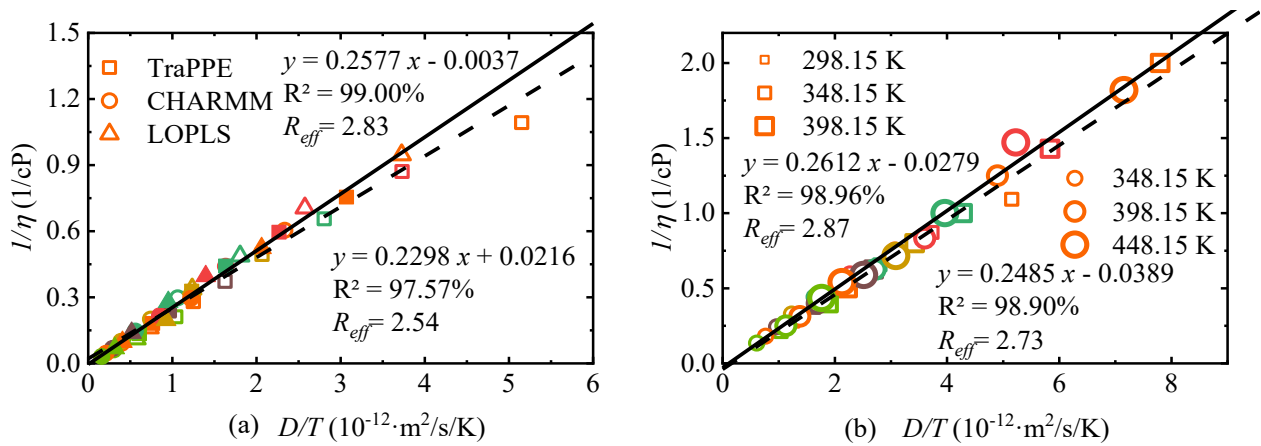 1.5
1.2
0.9
0.6
0.3
0.0
1/η (1/cP)
TraPPE
CHARMM
LOPLS
y = 0.2577 x - 0.0037
R² = 99.00%
R_eff = 2.83
y = 0.2298 x + 0.0216
R² = 97.57%
R_eff = 2.54
0 1 2 3 4 5 6
(a) D/T (10⁻¹²·m²/s/K)
2.0
1.5
1.0
0.5
0.0
1/η (1/cP)
298.15 K
348.15 K
398.15 K
y = 0.2612 x - 0.0279
R² = 98.96%
R_eff = 2.87
348.15 K
398.15 K
448.15 K
y = 0.2485 x - 0.0389
R² = 98.90%
R_eff = 2.73
0 2 4 6 8
(b) D/T (10⁻¹²·m²/s/K)